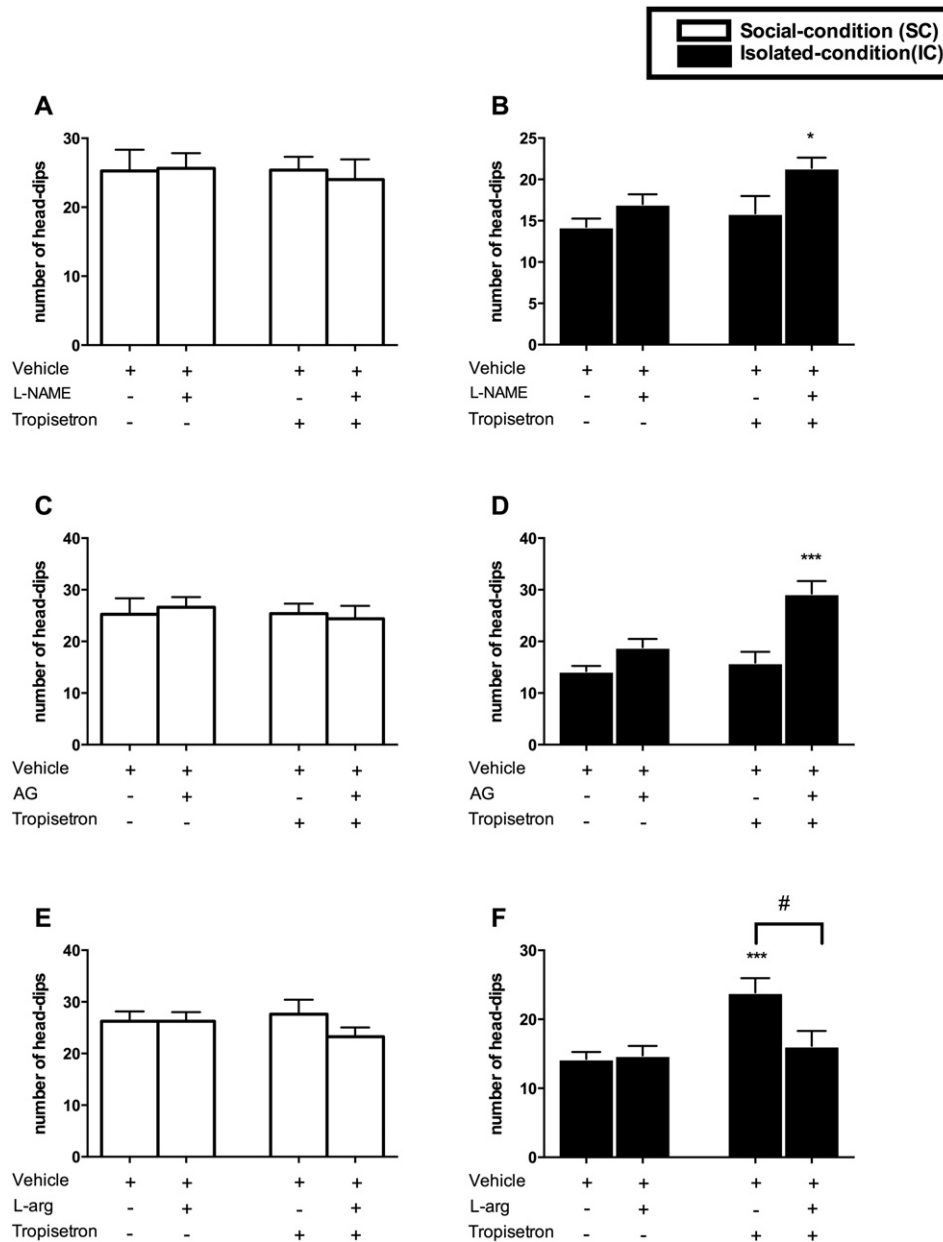 Social-condition (SC)
Isolated-condition(IC)
A
number of head-dips
30
20
10
0
Vehicle + + + +
L-NAME - + - +
Tropisetron - - + +
B
number of head-dips
25
20
15
10
5
0
*
+ + + +
L-NAME - + - +
Tropisetron - - + +
Vehicle
C
number of head-dips
40
30
20
10
0
Vehicle + + + +
AG - + - +
Tropisetron - - + +
D
number of head-dips
40
30
20
10
0
***
Vehicle + + + +
AG - + - +
Tropisetron - - + +
E
number of head-dips
40
30
20
10
0
Vehicle + + + +
L-arg - + - +
Tropisetron - - + +
F
number of head-dips
30
20
10
0
#
***
Vehicle + + + +
L-arg - + - +
Tropisetron - - + +